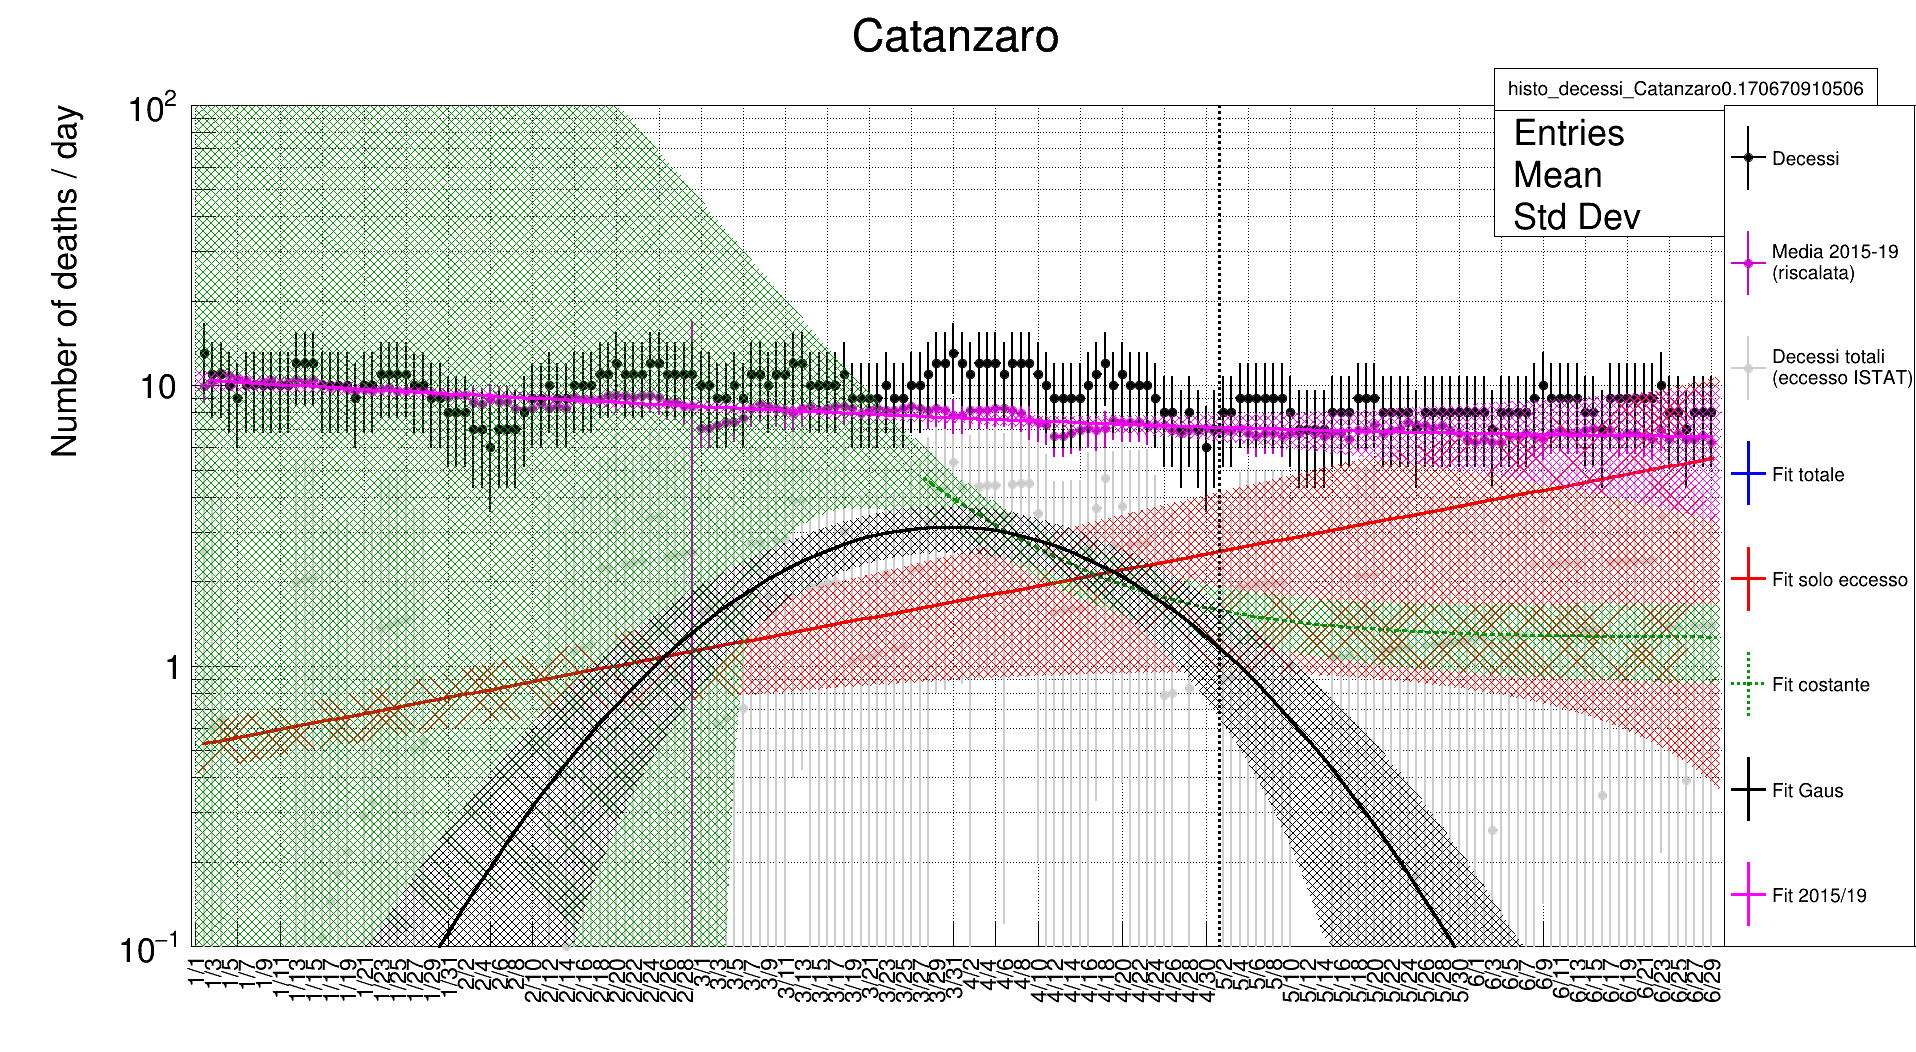 Catanzaro
histo_decessi_Catanzaro0.170670910506
Entries
Mean
Std Dev
Number of deaths / day
10²
10
1
10⁻¹
Decessi
Media 2015-19
(riscalata)
Decessi totali
(eccesso ISTAT)
Fit totale
Fit solo eccesso
Fit costante
Fit Gaus
Fit 2015/19
1/1 1/3 1/5 1/7 1/9 1/11 1/13 1/15 1/17 1/19 1/21 1/23 1/25 1/27 1/29 1/31 2/2 2/4 2/6 2/8 2/10 2/12 2/14 2/16 2/18 2/20 2/22 2/24 2/26 2/28 3/1 3/3 3/5 3/7 3/9 3/11 3/13 3/15 3/17 3/19 3/21 3/23 3/25 3/27 3/29 3/31 4/2 4/4 4/6 4/8 4/10 4/12 4/14 4/16 4/18 4/20 4/22 4/24 4/26 4/28 4/30 5/2 5/4 5/6 5/8 5/10 5/12 5/14 5/16 5/18 5/20 5/22 5/24 5/26 5/28 5/30 6/1 6/3 6/5 6/7 6/9 6/11 6/13 6/15 6/17 6/19 6/21 6/23 6/25 6/27 6/29